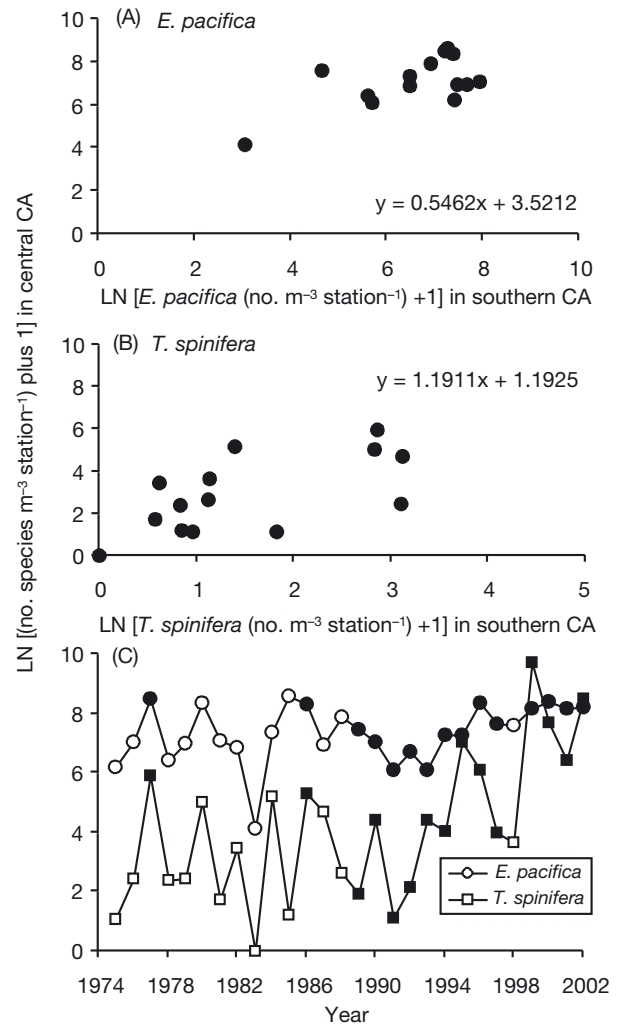 LN [(no. species m⁻³ station⁻¹) plus 1] in central CA
(A) E. pacifica
10
8
6
4
2
0
y = 0.5462x + 3.5212
0 2 4 6 8 10
LN [E. pacifica (no. m⁻³ station⁻¹) +1] in southern CA
(B) T. spinifera
10
8
6
4
2
0
y = 1.1911x + 1.1925
0 1 2 3 4 5
LN [T. spinifera (no. m⁻³ station⁻¹) +1] in southern CA
(C)
10
8
6
4
2
0
E. pacifica
T. spinifera
1974 1978 1982 1986 1990 1994 1998 2002
Year